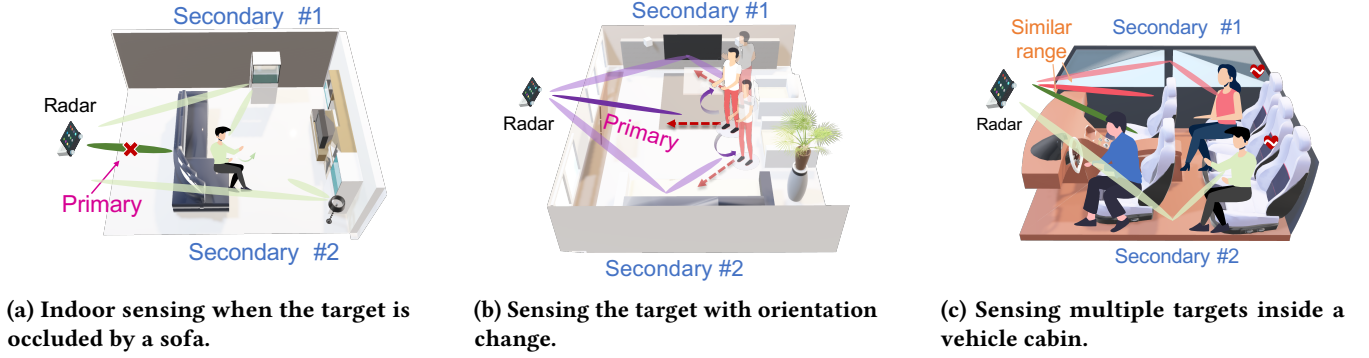 Secondary #1
Radar
Primary
Secondary #2
(a) Indoor sensing when the target is
occluded by a sofa.
Secondary #1
Radar
Primary
Secondary #2
(b) Sensing the target with orientation
change.
Similar
range
Secondary #1
Radar
Secondary #2
(c) Sensing multiple targets inside a
vehicle cabin.